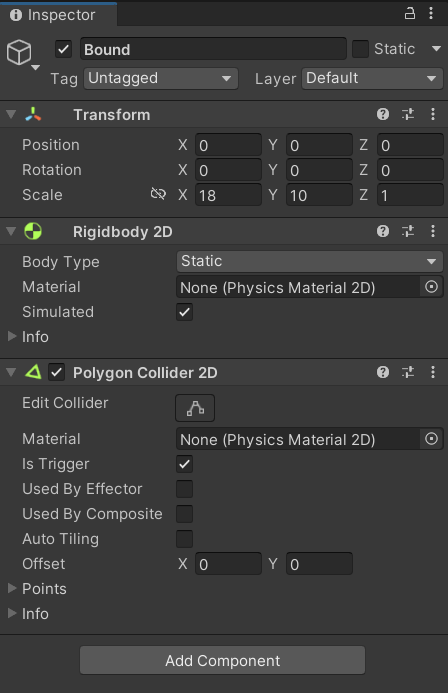 Inspector
Bound Static
Tag Untagged Layer Default
Transform
Position X 0 Y 0 Z 0
Rotation X 0 Y 0 Z 0
Scale X 18 Y 10 Z 1
Rigidbody 2D
Body Type Static
Material None (Physics Material 2D)
Simulated
Info
Polygon Collider 2D
Edit Collider
Material None (Physics Material 2D)
Is Trigger
Used By Effector
Used By Composite
Auto Tiling
Offset X 0 Y 0
Points
Info
Add Component